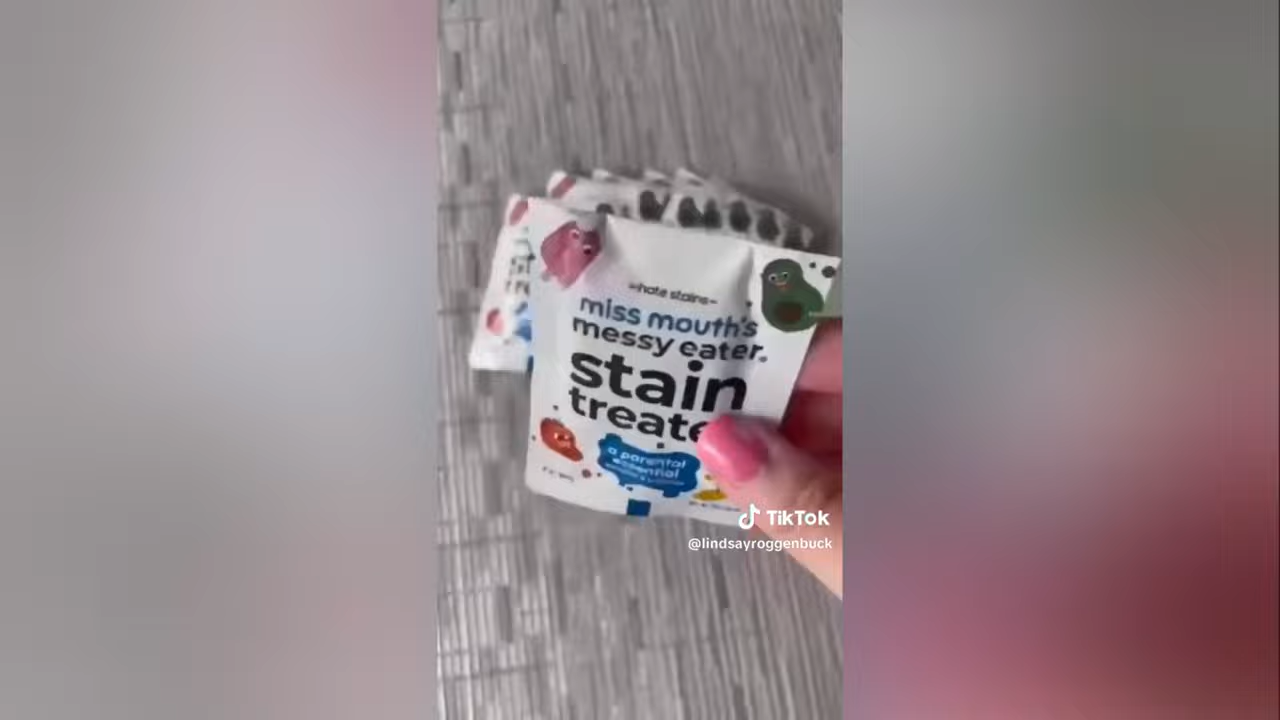 hate stains
miss mouth's
messy eater.
stain
treate
a parental
essential
TikTok
@lindsayroggenbuck